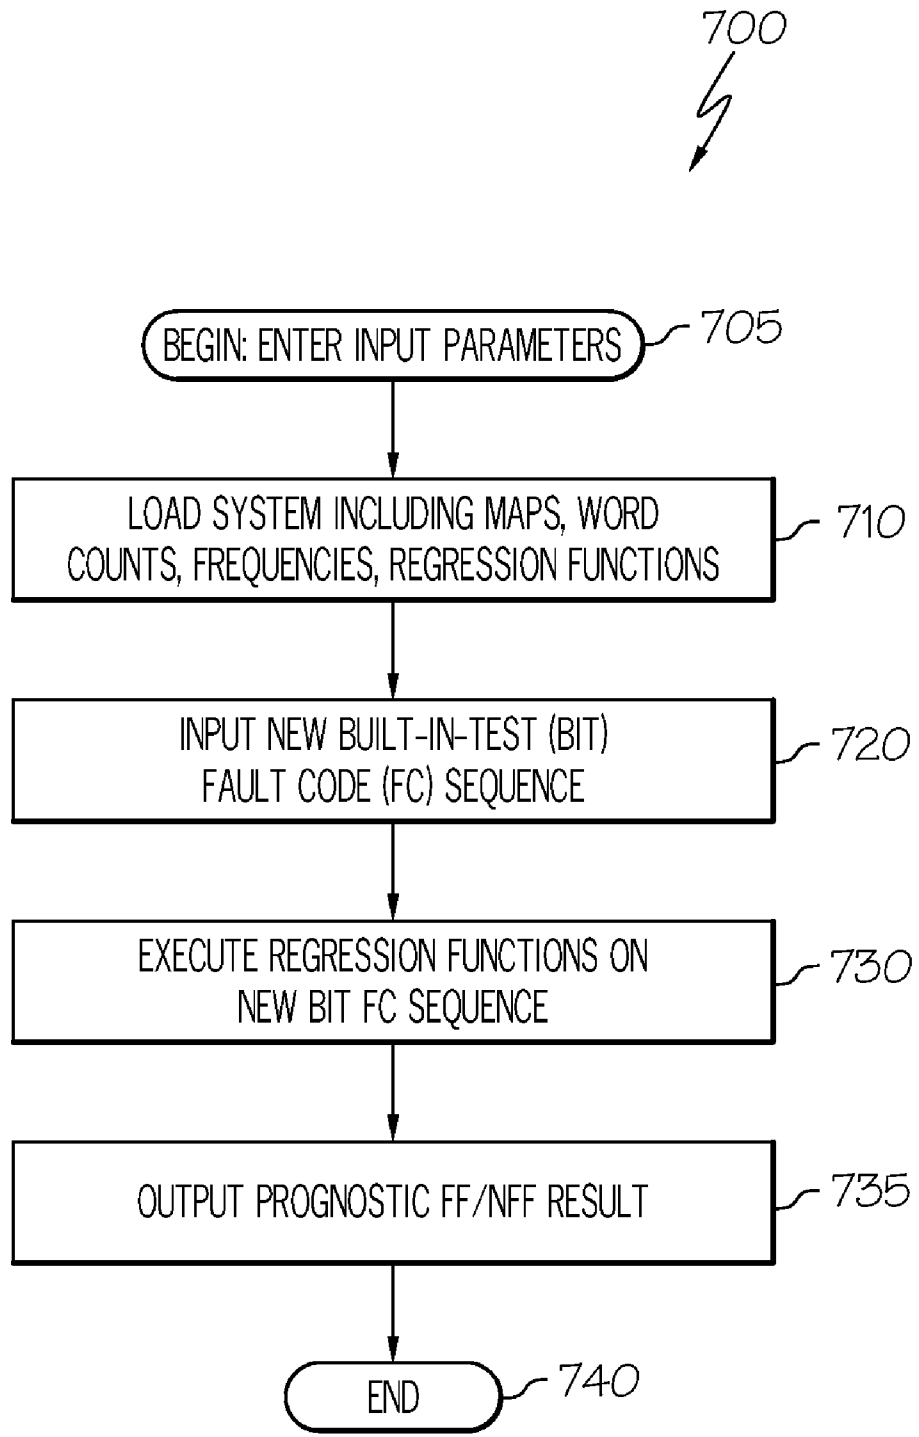 700
BEGIN: ENTER INPUT PARAMETERS
705
LOAD SYSTEM INCLUDING MAPS, WORD
COUNTS, FREQUENCIES, REGRESSION FUNCTIONS
710
INPUT NEW BUILT-IN-TEST (BIT)
FAULT CODE (FC) SEQUENCE
720
EXECUTE REGRESSION FUNCTIONS ON
NEW BIT FC SEQUENCE
730
OUTPUT PROGNOSTIC FF/NFF RESULT
735
END
740